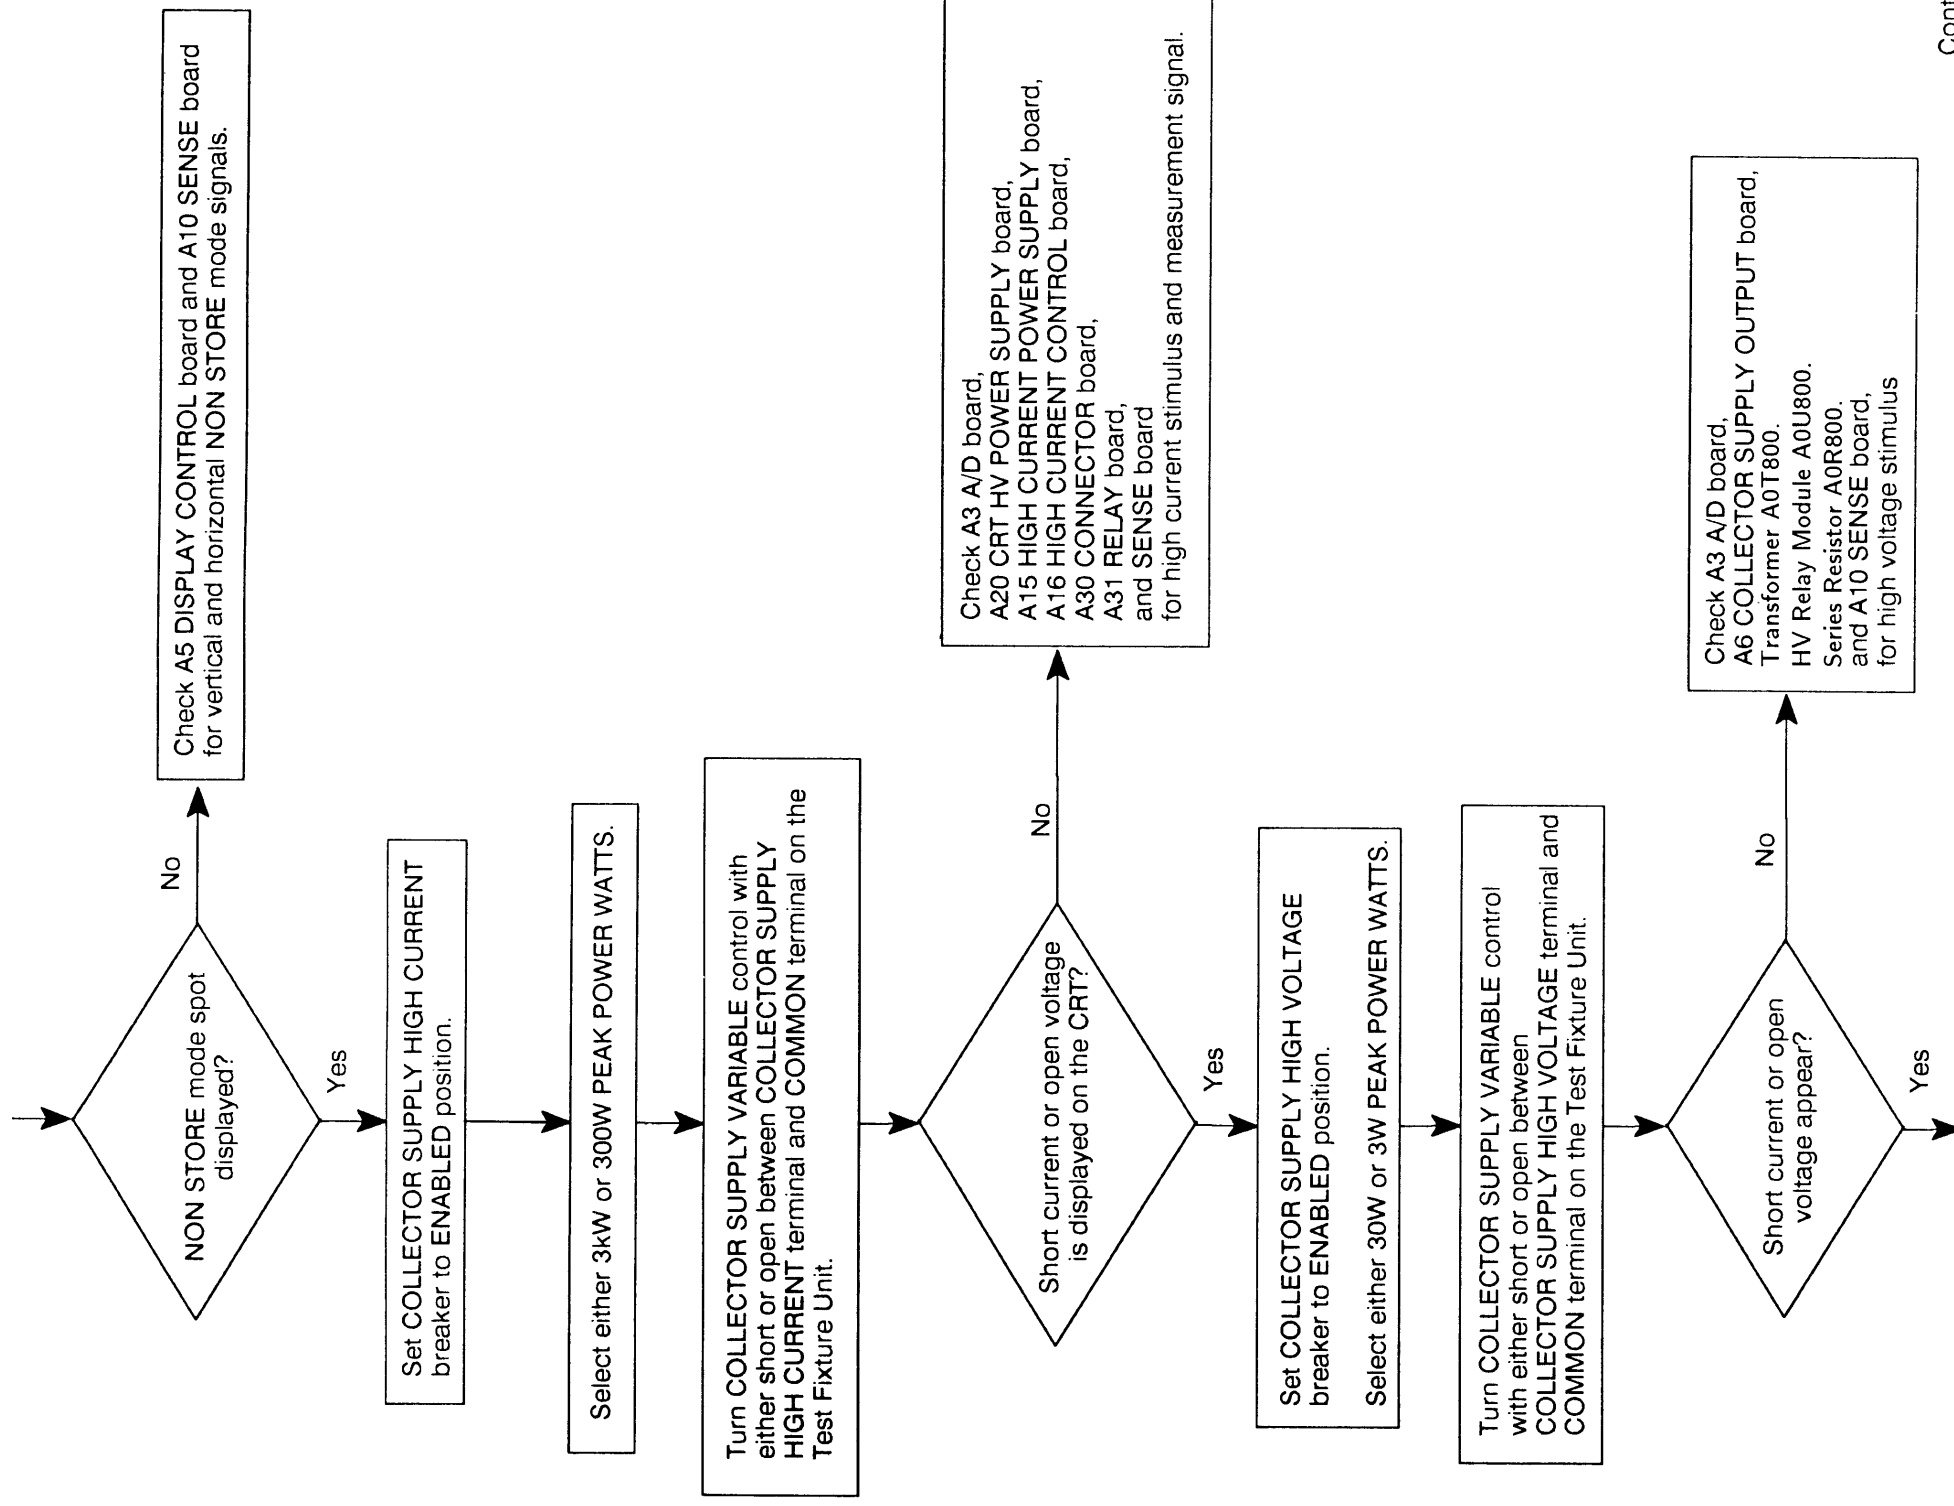 NON STORE mode spot
displayed?
No
Check A5 DISPLAY CONTROL board and A10 SENSE board
for vertical and horizontal NON STORE mode signals.
Yes
Set COLLECTOR SUPPLY HIGH CURRENT
breaker to ENABLED position.
Select either 3kW or 300W PEAK POWER WATTS.
Turn COLLECTOR SUPPLY VARIABLE control with
either short or open between COLLECTOR SUPPLY
HIGH CURRENT terminal and COMMON terminal on the
Test Fixture Unit.
Short current or open voltage
is displayed on the CRT?
No
Check A3 A/D board,
A20 CRT HV POWER SUPPLY board,
A15 HIGH CURRENT POWER SUPPLY board,
A16 HIGH CURRENT CONTROL board,
A30 CONNECTOR board,
A31 RELAY board,
and SENSE board
for high current stimulus and measurement signal.
Yes
Set COLLECTOR SUPPLY HIGH VOLTAGE
breaker to ENABLED position.
Select either 30W or 3W PEAK POWER WATTS.
Turn COLLECTOR SUPPLY VARIABLE control
with either short or open between
COLLECTOR SUPPLY HIGH VOLTAGE terminal and
COMMON terminal on the Test Fixture Unit.
Short current or open
voltage appear?
No
Check A3 A/D board,
A6 COLLECTOR SUPPLY OUTPUT board,
Transformer A0T800.
HV Relay Module A0U800.
Series Resistor A0R800.
and A10 SENSE board,
for high voltage stimulus
Yes